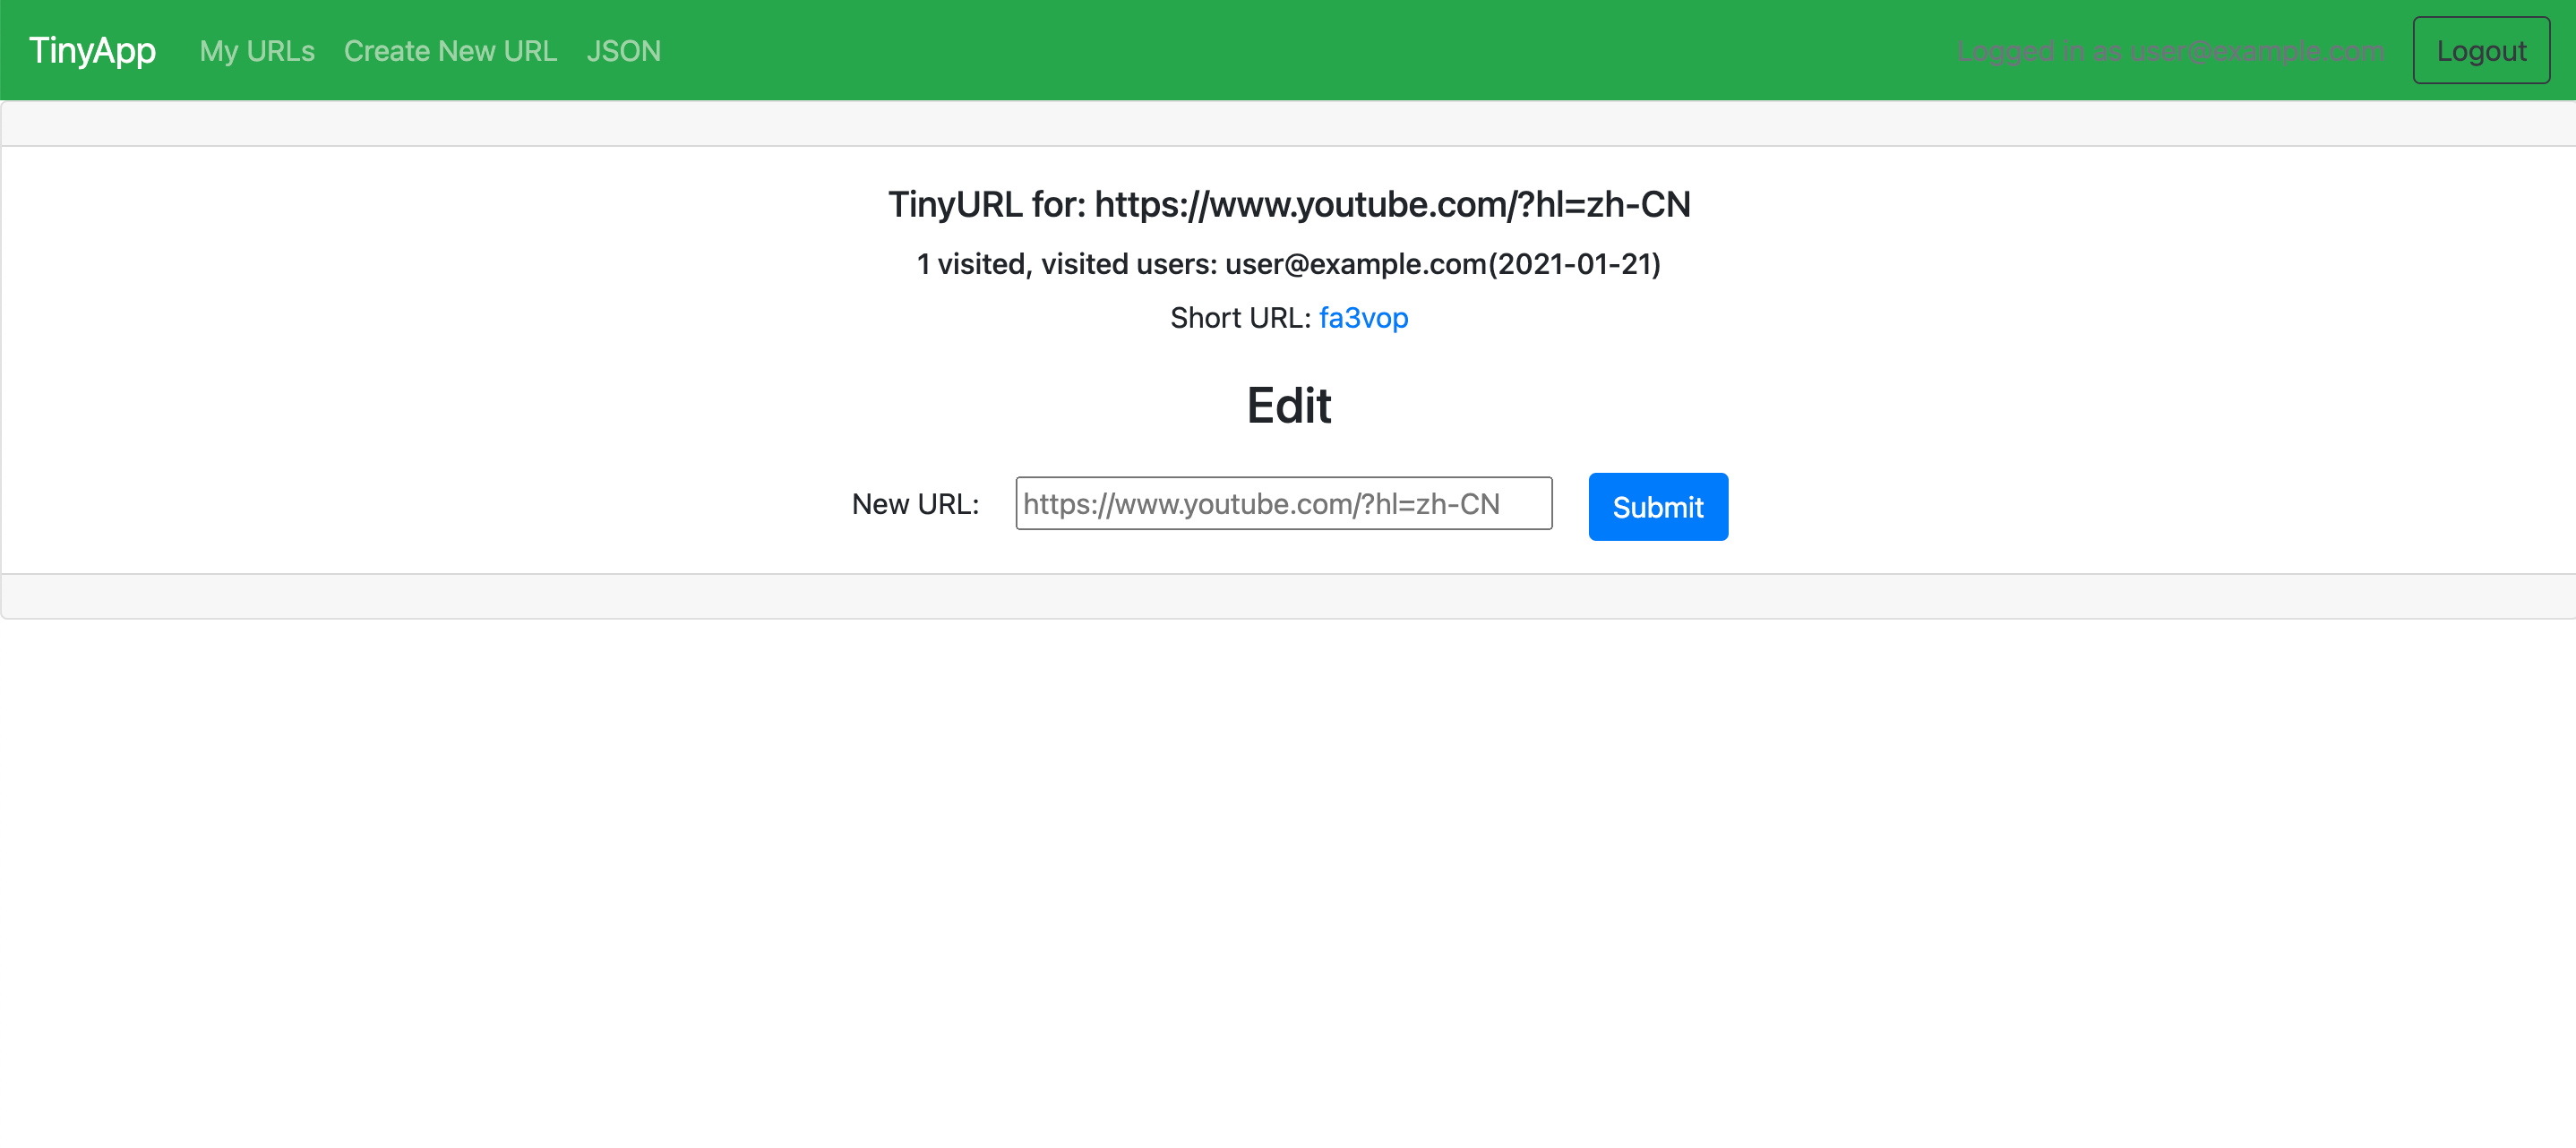 TinyApp My URLs Create New URL JSON Logged in as user@example.com Logout
TinyURL for: https://www.youtube.com/?hl=zh-CN
1 visited, visited users: user@example.com(2021-01-21)
Short URL: fa3vop
Edit
New URL: https://www.youtube.com/?hl=zh-CN Submit